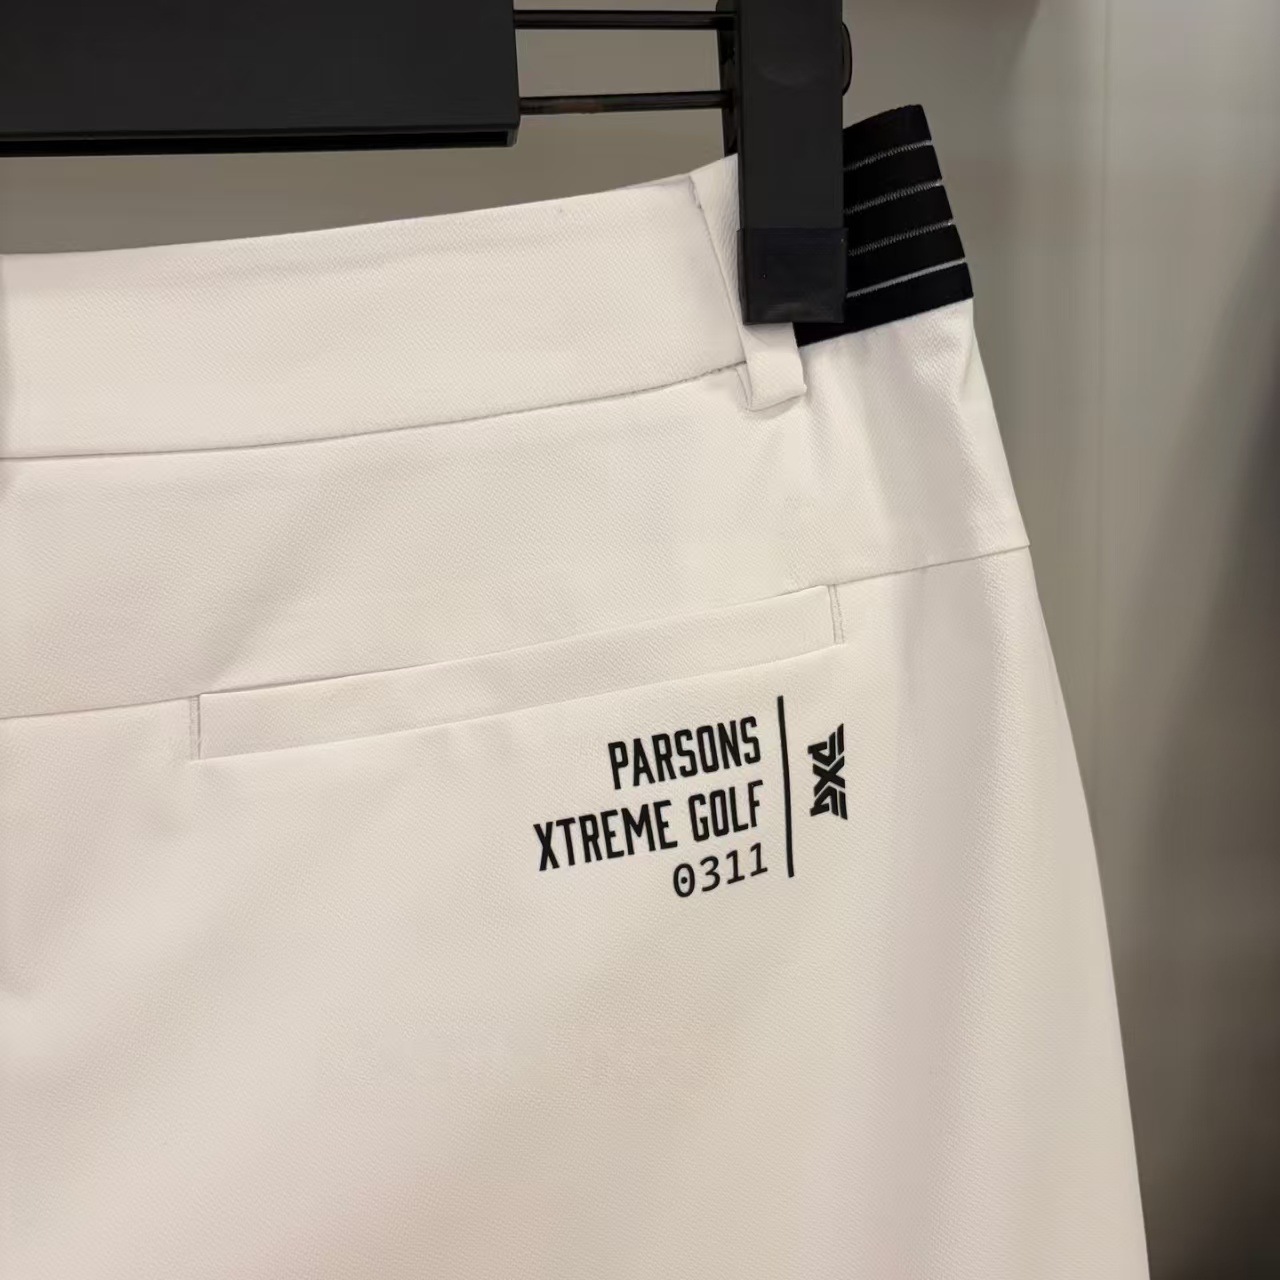 PARSONS
XTREME GOLF
0311
PXG